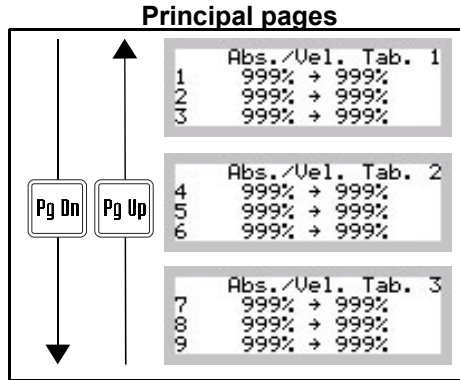 Principal pages
Abs./Vel. Tab. 1
1 999% → 999%
2 999% → 999%
3 999% → 999%
Pg Dn Pg Up
Abs./Vel. Tab. 2
4 999% → 999%
5 999% → 999%
6 999% → 999%
Abs./Vel. Tab. 3
7 999% → 999%
8 999% → 999%
9 999% → 999%